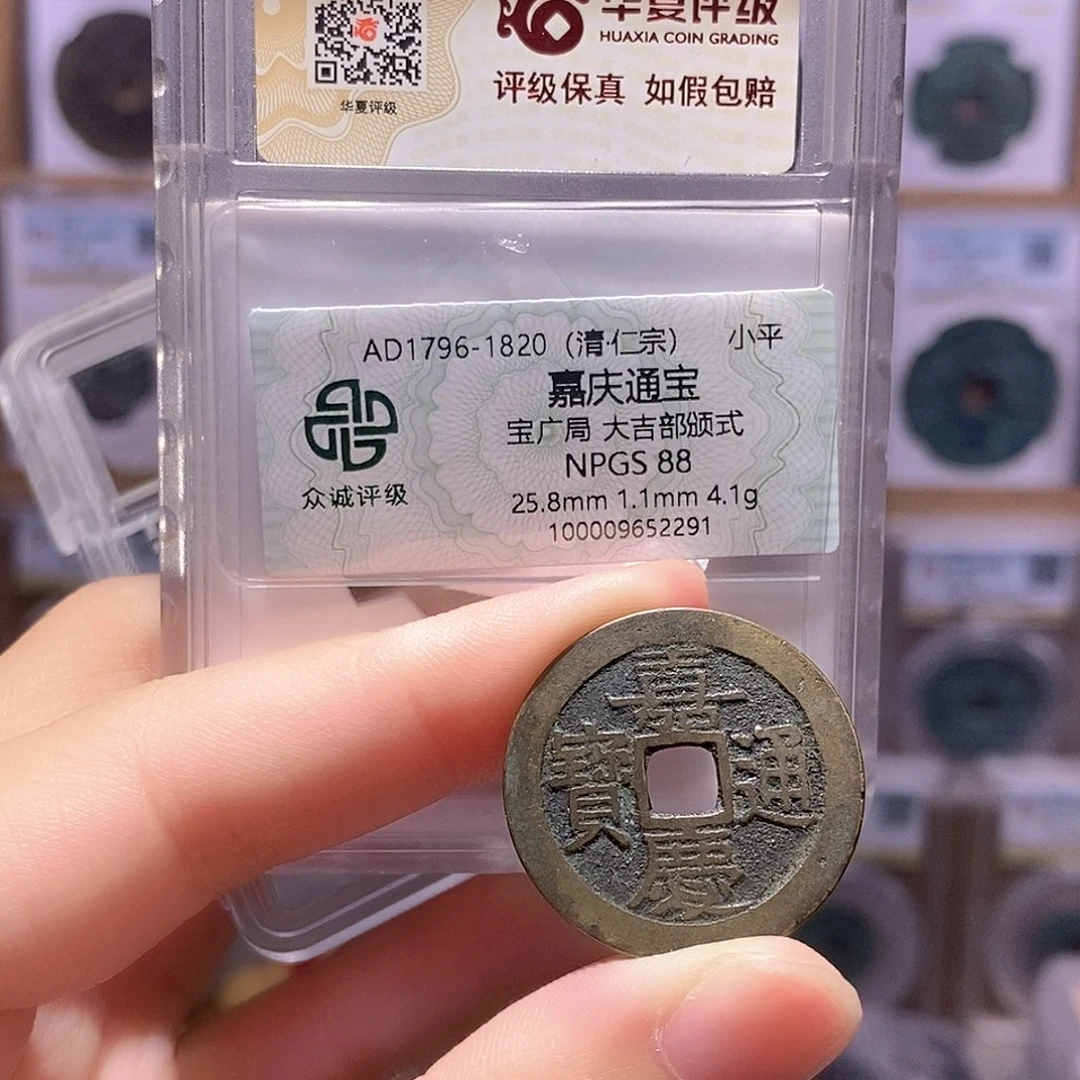 华夏评级
华夏评级
HUAXIA COIN GRADING
评级保真 如假包赔
AD1796-1820（清·仁宗） 小平
嘉庆通宝
宝广局 大吉部颁式
NPGS 88
25.8mm 1.1mm 4.1g
100009652291
众诚评级
嘉慶通寶